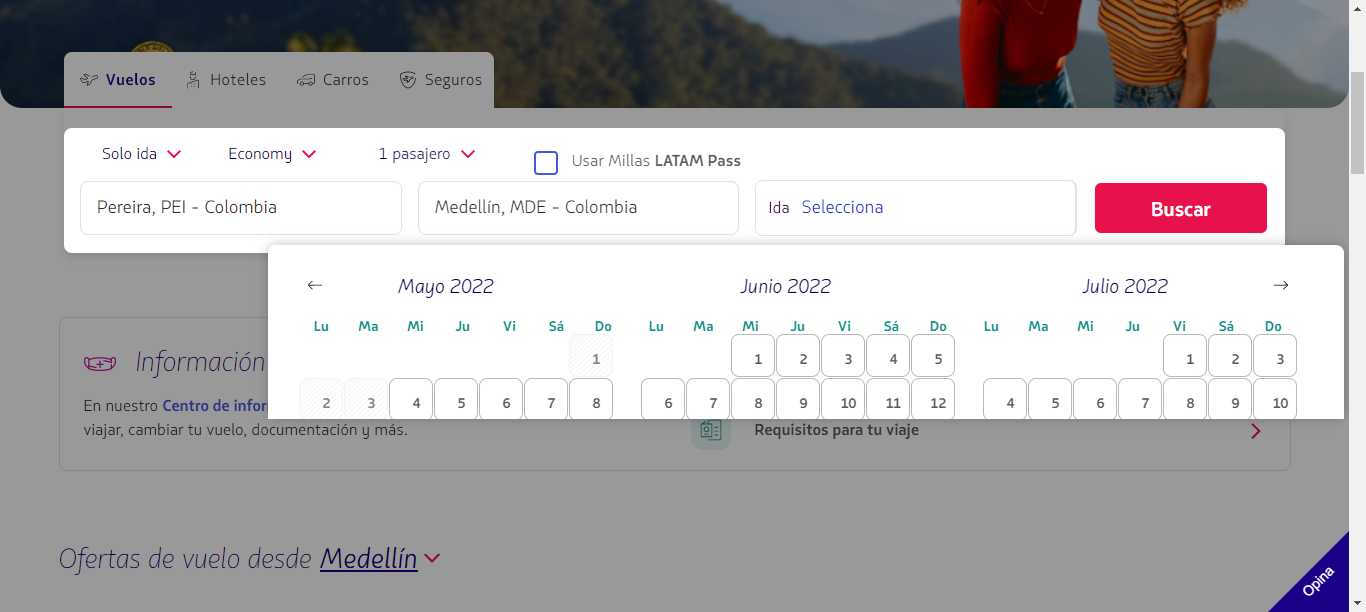 Vuelos Hoteles Carros Seguros
Solo ida Economy 1 pasajero Usar Millas LATAM Pass
Pereira, PEI - Colombia Medellín, MDE - Colombia Ida Selecciona Buscar
← Mayo 2022 Junio 2022 Julio 2022 →
Lu Ma Mi Ju Vi Sá Do Lu Ma Mi Ju Vi Sá Do Lu Ma Mi Ju Vi Sá Do
1 1 2 3 4 5 1 2 3
2 3 4 5 6 7 8 6 7 8 9 10 11 12 4 5 6 7 8 9 10
Información
En nuestro Centro de infor
viajar, cambiar tu vuelo, documentación y más.
Requisitos para tu viaje
Ofertas de vuelo desde Medellín
Opina